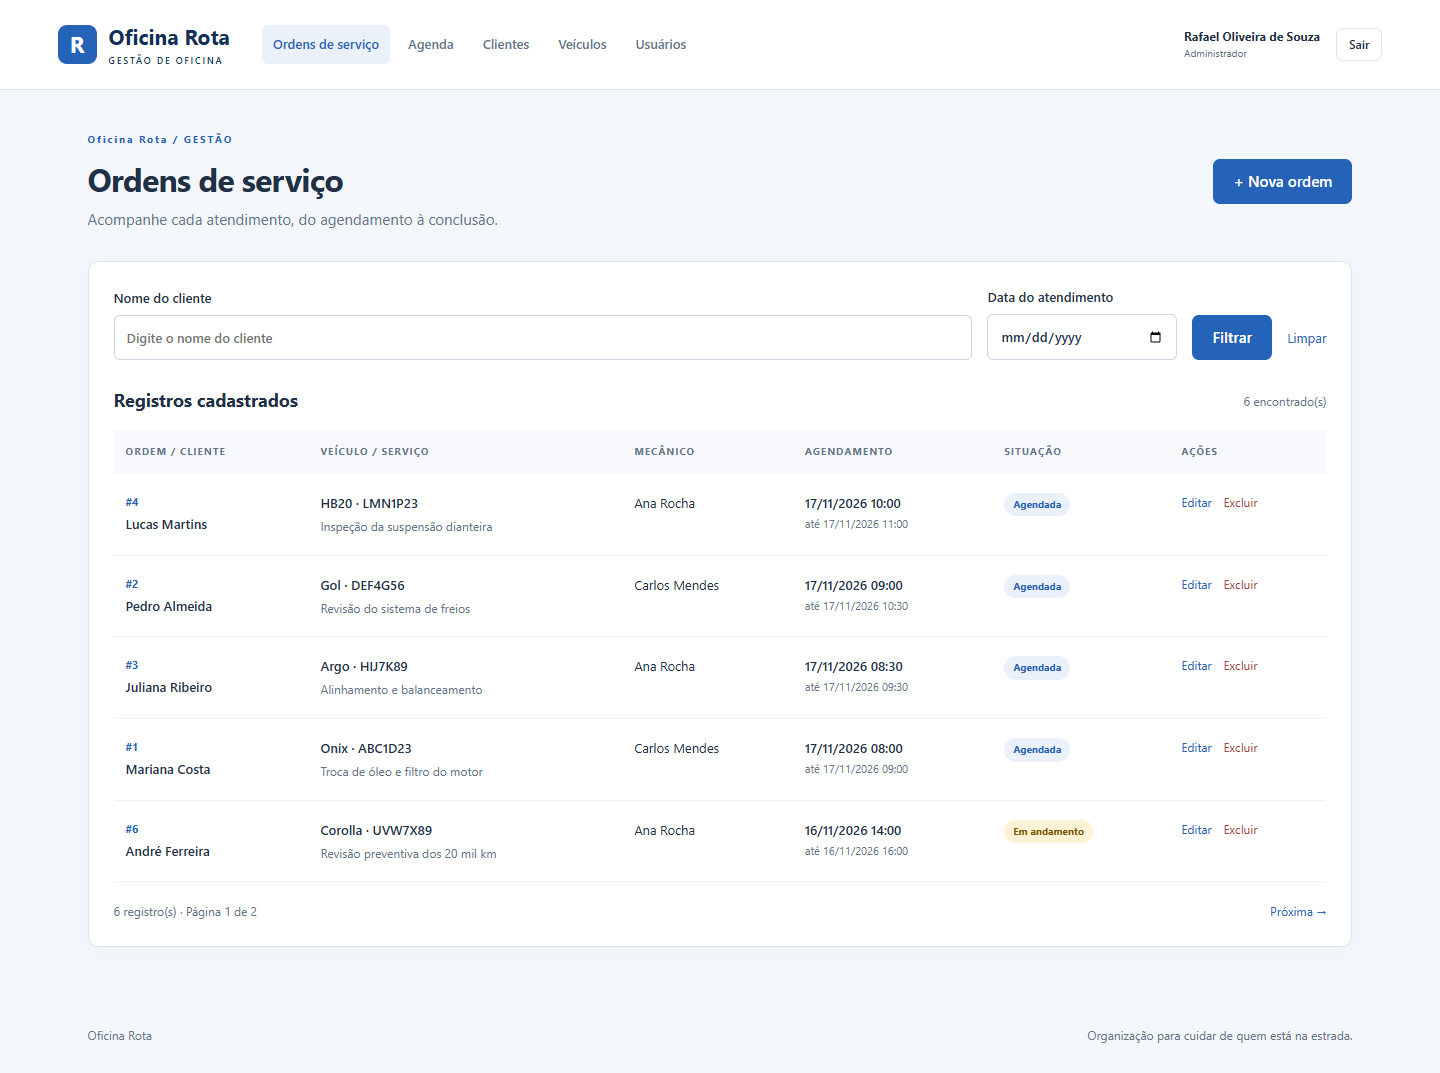 R
Oficina Rota
GESTÃO DE OFICINA
Ordens de serviço
Agenda
Clientes
Veículos
Usuários
Rafael Oliveira de Souza
Administrador
Sair
Oficina Rota / GESTÃO
Ordens de serviço
+ Nova ordem
Acompanhe cada atendimento, do agendamento à conclusão.
Nome do cliente
Digite o nome do cliente
Data do atendimento
mm/dd/yyyy
Filtrar
Limpar
Registros cadastrados
6 encontrado(s)
ORDEM / CLIENTE
VEÍCULO / SERVIÇO
MECÂNICO
AGENDAMENTO
SITUAÇÃO
AÇÕES
#4
Lucas Martins
HB20 · LMN1P23
Inspeção da suspensão dianteira
Ana Rocha
17/11/2026 10:00
até 17/11/2026 11:00
Agendada
Editar
Excluir
#2
Pedro Almeida
Gol · DEF4G56
Revisão do sistema de freios
Carlos Mendes
17/11/2026 09:00
até 17/11/2026 10:30
Agendada
Editar
Excluir
#3
Juliana Ribeiro
Argo · HIJ7K89
Alinhamento e balanceamento
Ana Rocha
17/11/2026 08:30
até 17/11/2026 09:30
Agendada
Editar
Excluir
#1
Mariana Costa
Onix · ABC1D23
Troca de óleo e filtro do motor
Carlos Mendes
17/11/2026 08:00
até 17/11/2026 09:00
Agendada
Editar
Excluir
#6
André Ferreira
Corolla · UVW7X89
Revisão preventiva dos 20 mil km
Ana Rocha
16/11/2026 14:00
até 16/11/2026 16:00
Em andamento
Editar
Excluir
6 registro(s) · Página 1 de 2
Próxima →
Oficina Rota
Organização para cuidar de quem está na estrada.